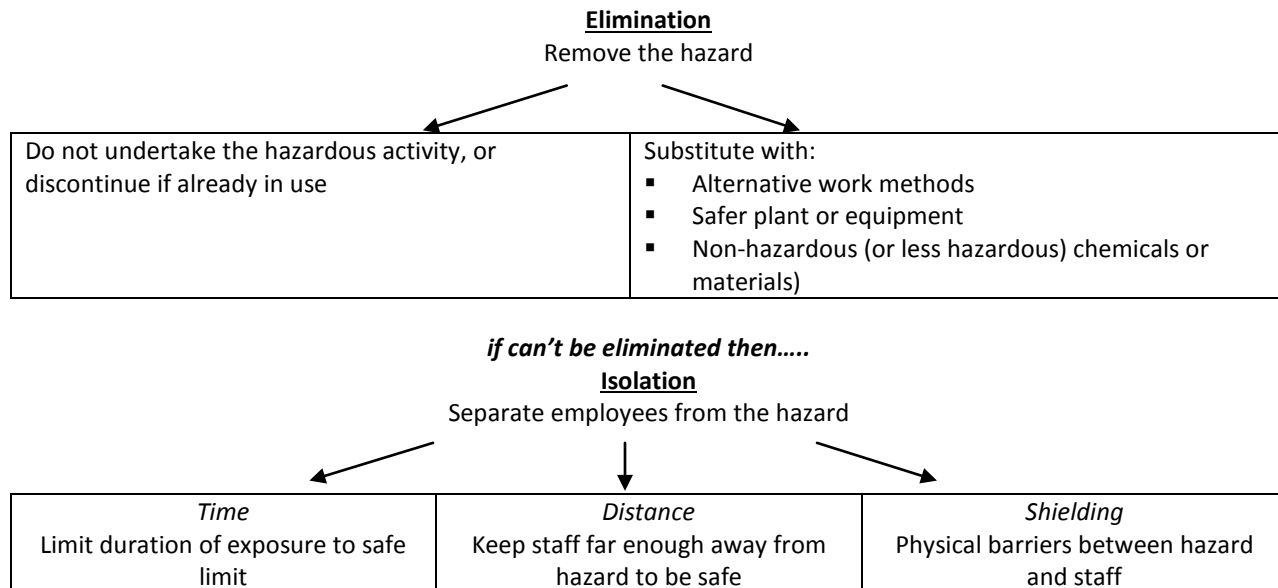 Elimination
Remove the hazard
Do not undertake the hazardous activity, or
discontinue if already in use
Substitute with:
▪ Alternative work methods
▪ Safer plant or equipment
▪ Non-hazardous (or less hazardous) chemicals or
materials)
if can’t be eliminated then…..
Isolation
Separate employees from the hazard
Time
Limit duration of exposure to safe
limit
Distance
Keep staff far enough away from
hazard to be safe
Shielding
Physical barriers between hazard
and staff